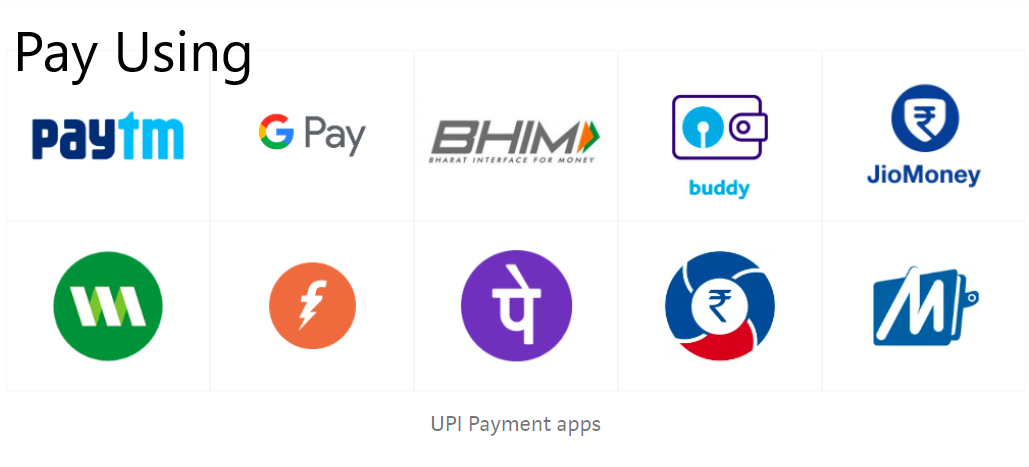 Pay Using
paytm
G Pay
BHIM
BHARAT INTERFACE FOR MONEY
buddy
₹
JioMoney
f
पे
₹
M
UPI Payment apps